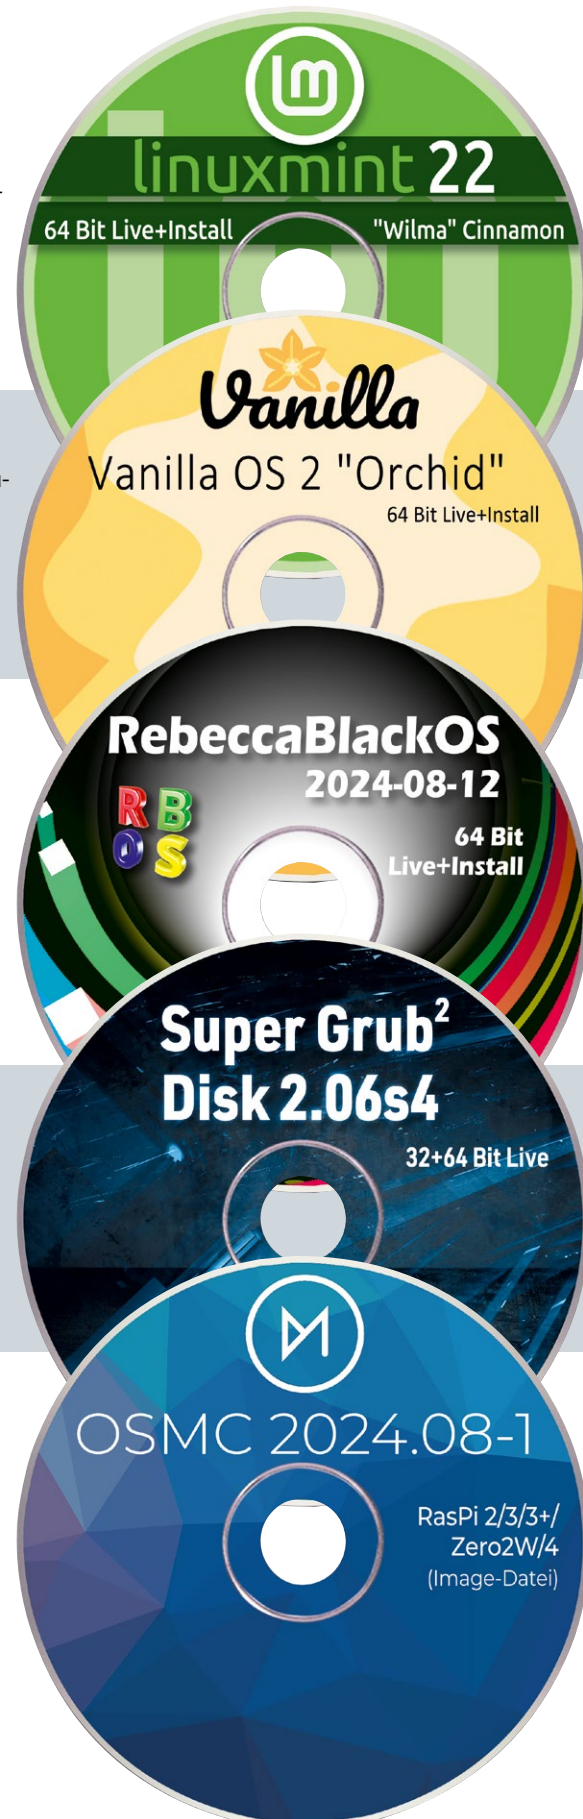 lm
linuxmint 22
64 Bit Live+Install "Wilma" Cinnamon
Vanilla
Vanilla OS 2 "Orchid"
64 Bit Live+Install
RebeccaBlackOS
2024-08-12
RB
OS
64 Bit
Live+Install
Super Grub²
Disk 2.06s4
32+64 Bit Live
OSMC 2024.08-1
RasPi 2/3/3+/
Zero2W/4
(Image-Datei)